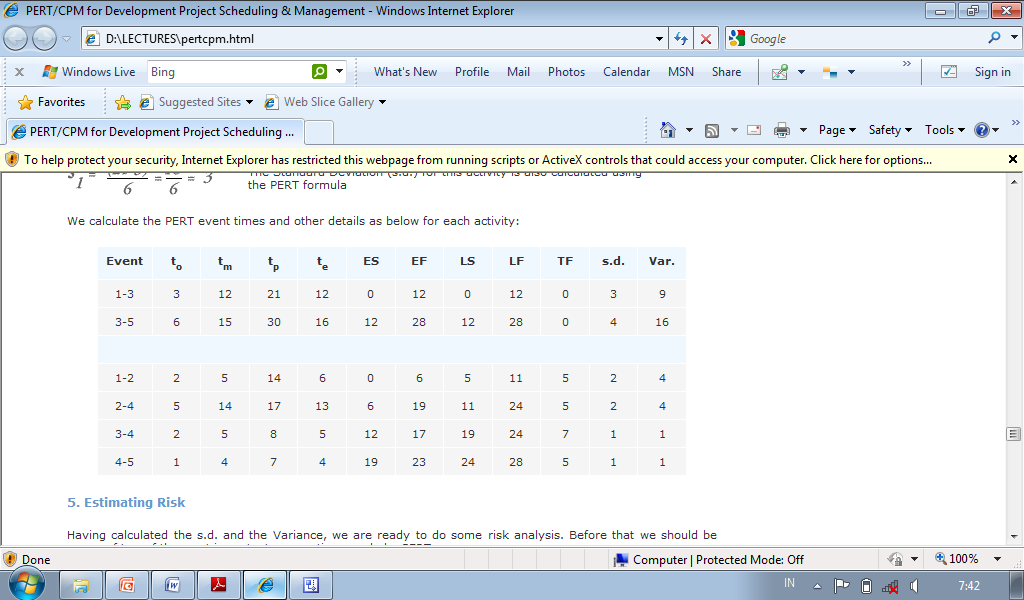 PERT/CPM for Development Project Scheduling & Management - Windows Internet Explorer
D:\LECTURES\pertcpm.html
Google
Windows Live Bing What's New Profile Mail Photos Calendar MSN Share » Sign in
Favorites Suggested Sites Web Slice Gallery
PERT/CPM for Development Project Scheduling ... Page Safety Tools »
To help protect your security, Internet Explorer has restricted this webpage from running scripts or ActiveX controls that could access your computer. Click here for options...
1 = 6 = 6 = 3 The Standard Deviation (s.d.) for this activity is also calculated using
the PERT formula
We calculate the PERT event times and other details as below for each activity:
Event to tm tp te ES EF LS LF TF s.d. Var.
1-3 3 12 21 12 0 12 0 12 0 3 9
3-5 6 15 30 16 12 28 12 28 0 4 16
1-2 2 5 14 6 0 6 5 11 5 2 4
2-4 5 14 17 13 6 19 11 24 5 2 4
3-4 2 5 8 5 12 17 19 24 7 1 1
4-5 1 4 7 4 19 23 24 28 5 1 1
5. Estimating Risk
Having calculated the s.d. and the Variance, we are ready to do some risk analysis. Before that we should be
Done Computer | Protected Mode: Off 100%
IN 7:42